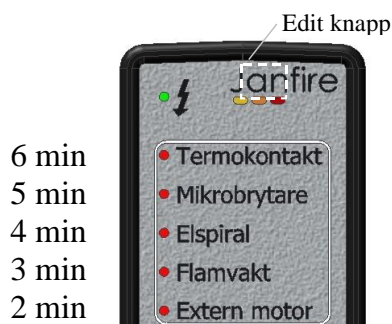 Edit knapp
Janfire
6 min Termokontakt
5 min Mikrobrytare
4 min Elspiral
3 min Flamvakt
2 min Extern motor